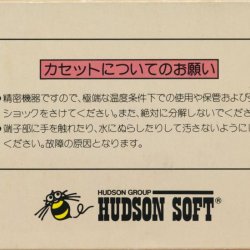 カセットについてのお願い
●精密機器ですので、極端な温度条件下での使用や保管および
ショックをさけてください。また、絶対に分解しないでくださ
●端子部に手を触れたり、水にぬらしたりして汚さないように
ください。故障の原因となります。
HUDSON GROUP
HUDSON SOFT®